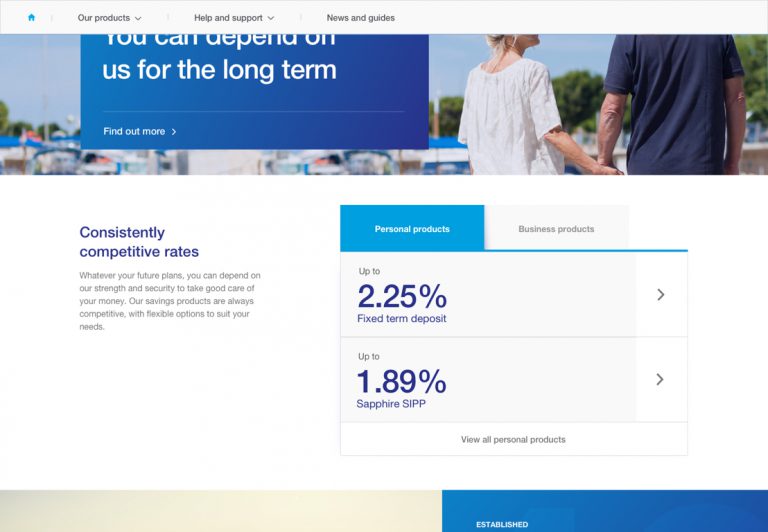 Our products
Help and support
News and guides
You can depend on
us for the long term
Find out more
Consistently
competitive rates
Whatever your future plans, you can depend on
our strength and security to take good care of
your money. Our savings products are always
competitive, with flexible options to suit your
needs.
Personal products
Business products
Up to
2.25%
Fixed term deposit
Up to
1.89%
Sapphire SIPP
View all personal products
ESTABLISHED